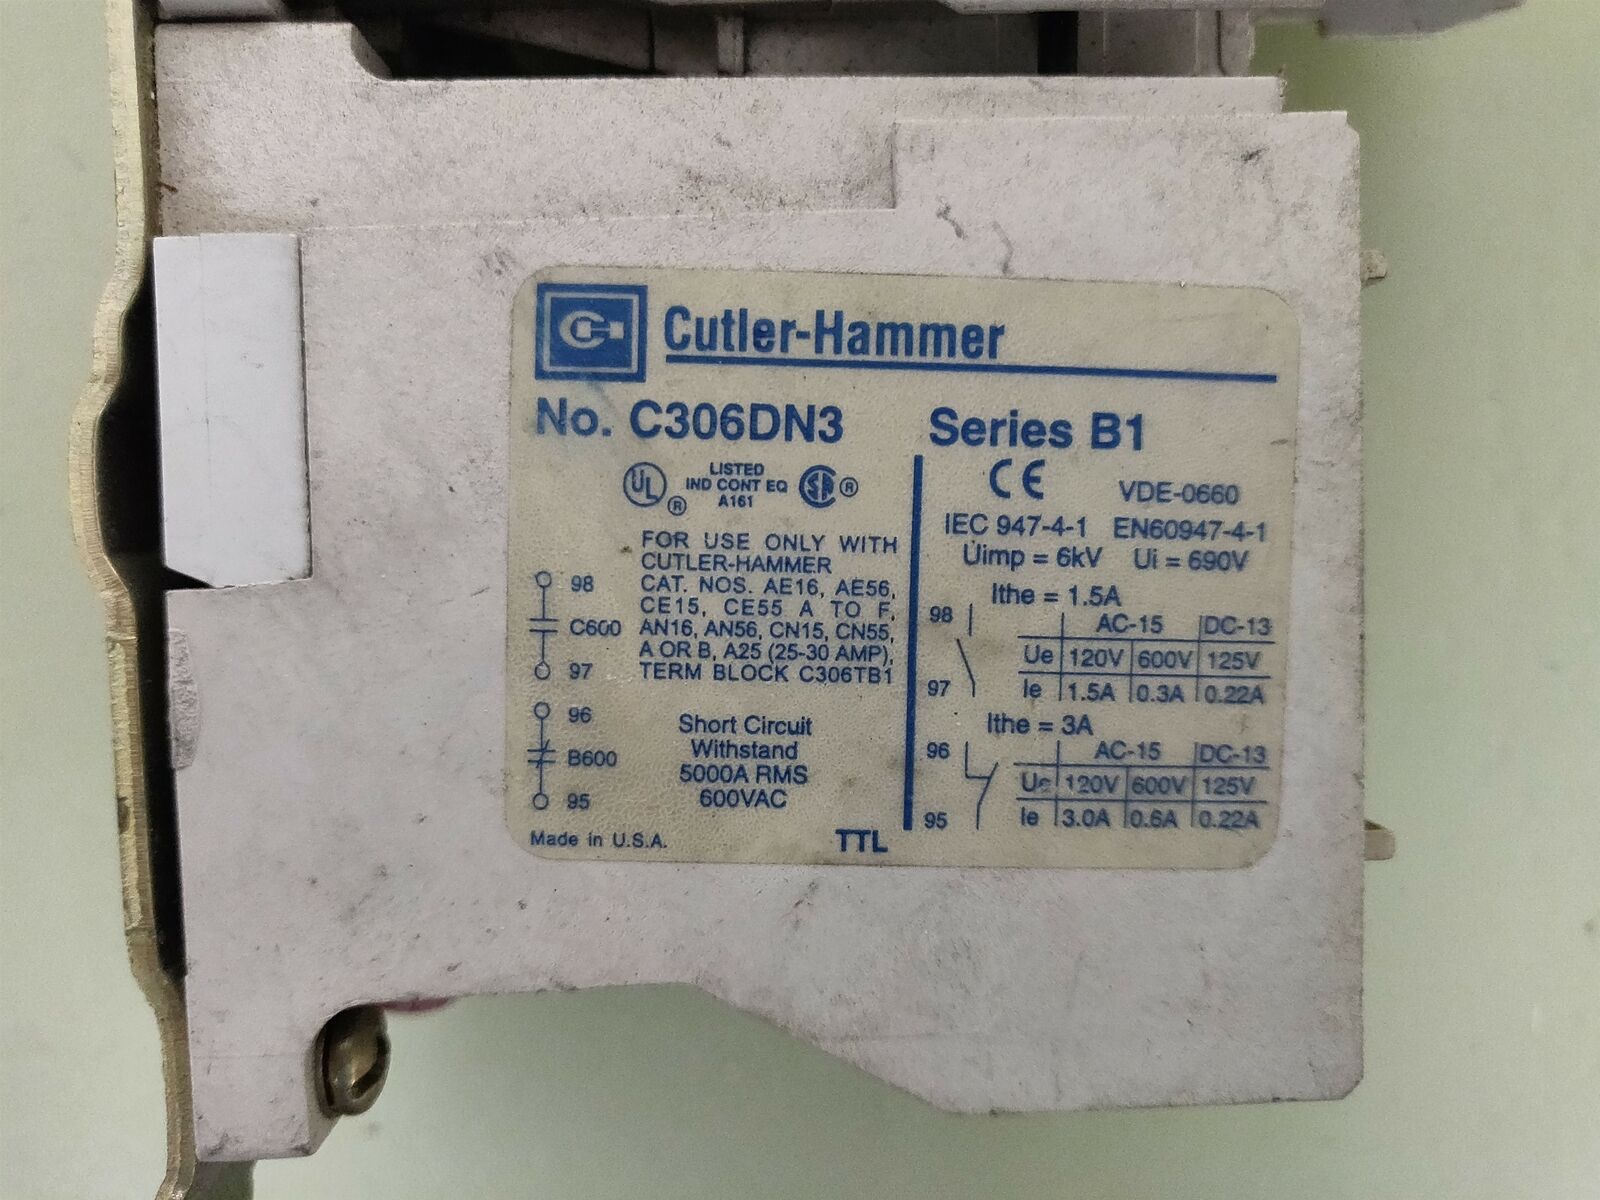 Cutler-Hammer
No. C306DN3
Series B1
UL ® LISTED
IND CONT EQ
A161
SA ®
FOR USE ONLY WITH
CUTLER-HAMMER
CAT. NOS. AE16, AE56,
CE15, CE55 A TO F,
AN16, AN56, CN15, CN55,
A OR B, A25 (25-30 AMP),
TERM BLOCK C306TB1
98
C600
97
96
B600
95
Short Circuit
Withstand
5000A RMS
600VAC
Made in U.S.A.
TTL
CE VDE-0660
IEC 947-4-1 EN60947-4-1
Uimp = 6kV Ui = 690V
Ithe = 1.5A
98
97
AC-15 DC-13
Ue 120V 600V 125V
Ie 1.5A 0.3A 0.22A
Ithe = 3A
96
95
AC-15 DC-13
Ue 120V 600V 125V
Ie 3.0A 0.6A 0.22A